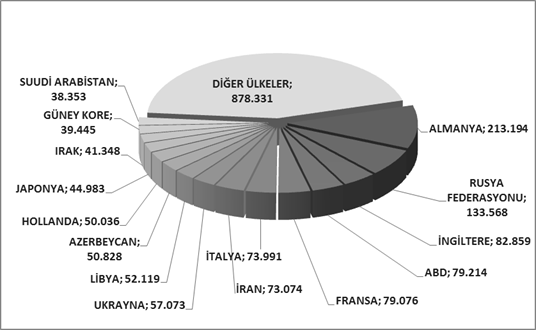 DİĞER ÜLKELER;
878.331
ALMANYA; 213.194
RUSYA
FEDERASYONU;
133.568
İNGİLTERE; 82.859
ABD; 79.214
FRANSA; 79.076
İRAN; 73.074
İTALYA; 73.991
UKRAYNA; 57.073
LİBYA; 52.119
AZERBEYCAN;
50.828
HOLLANDA; 50.036
JAPONYA; 44.983
IRAK; 41.348
GÜNEY KORE;
39.445
SUUDİ ARABİSTAN;
38.353